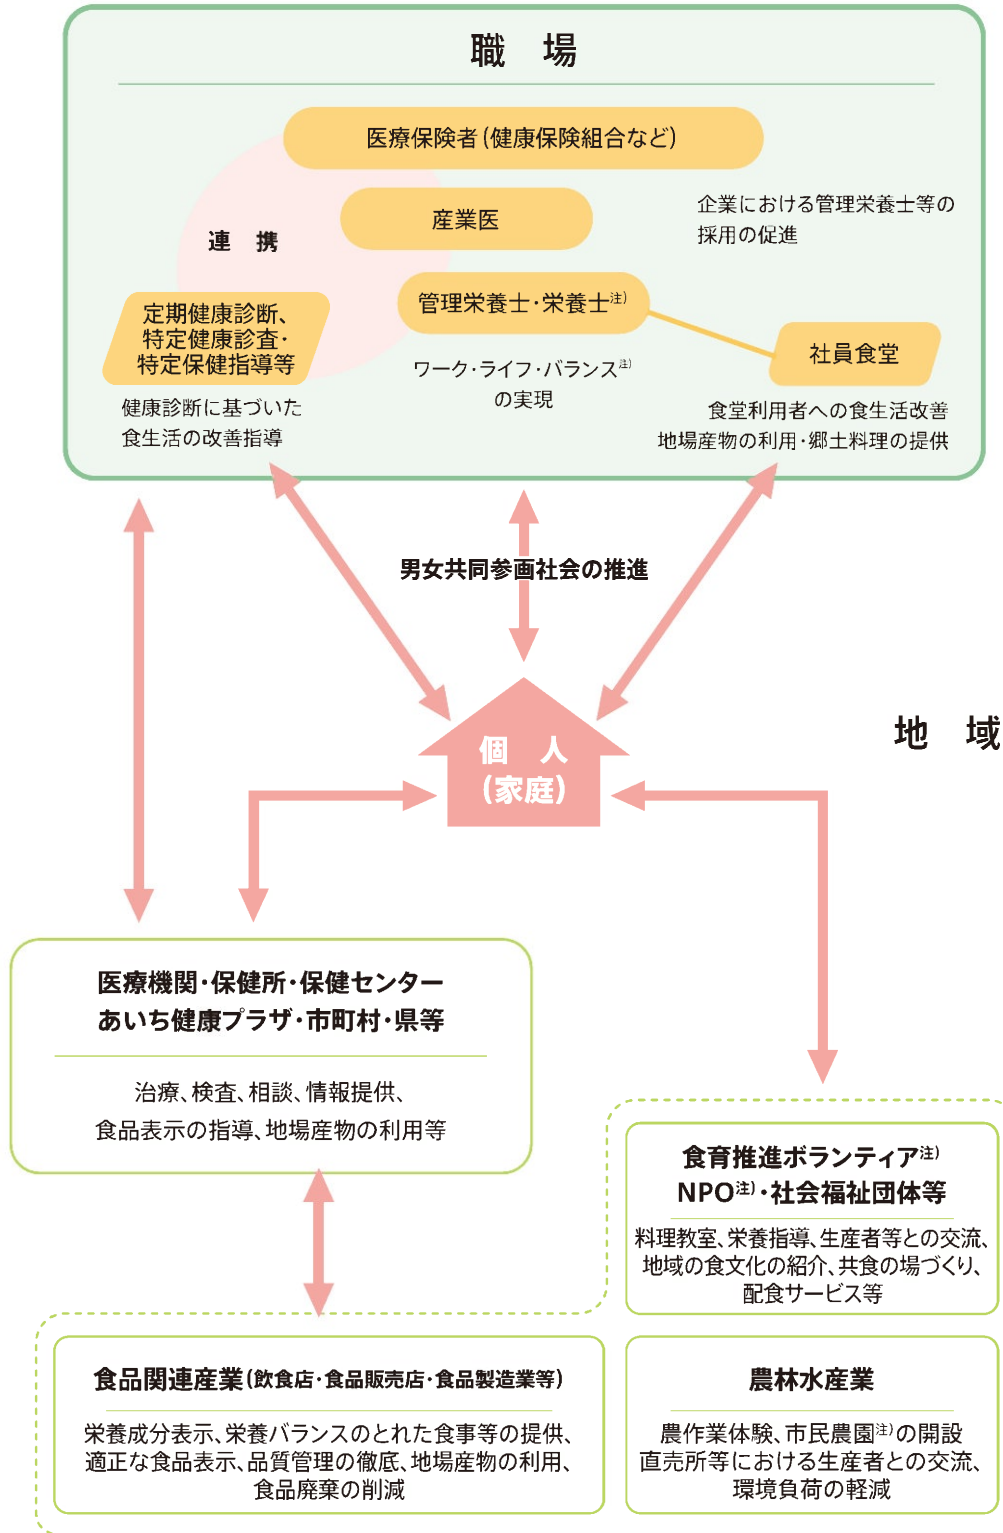 職　場
医療保険者（健康保険組合など）
産業医
連　携
企業における管理栄養士等の
採用の促進
管理栄養士・栄養士注）
定期健康診断、
特定健康診査・
特定保健指導等
社員食堂
ワーク・ライフ・バランス注）
の実現
健康診断に基づいた
食生活の改善指導
食堂利用者への食生活改善
地場産物の利用・郷土料理の提供
男女共同参画社会の推進
地　域
個　人
（家庭）
医療機関・保健所・保健センター
あいち健康プラザ・市町村・県等
治療、検査、相談、情報提供、
食品表示の指導、地場産物の利用等
食育推進ボランティア注）
NPO注）・社会福祉団体等
料理教室、栄養指導、生産者等との交流、
地域の食文化の紹介、共食の場づくり、
配食サービス等
食品関連産業（飲食店・食品販売店・食品製造業等）
栄養成分表示、栄養バランスのとれた食事等の提供、
適正な食品表示、品質管理の徹底、地場産物の利用、
食品廃棄の削減
農林水産業
農作業体験、市民農園注）の開設
直売所等における生産者との交流、
環境負荷の軽減